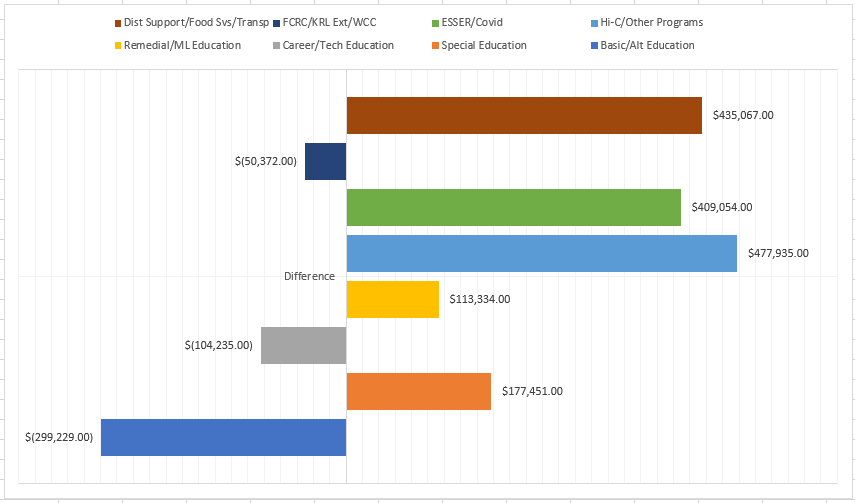 Dist Support/Food Svs/Transp FCRC/KRL Ext/WCC ESSER/Covid Hi-C/Other Programs
Remedial/ML Education Career/Tech Education Special Education Basic/Alt Education
$435,067.00
$(50,372.00)
$409,054.00
$477,935.00
Difference
$113,334.00
$(104,235.00)
$177,451.00
$(299,229.00)